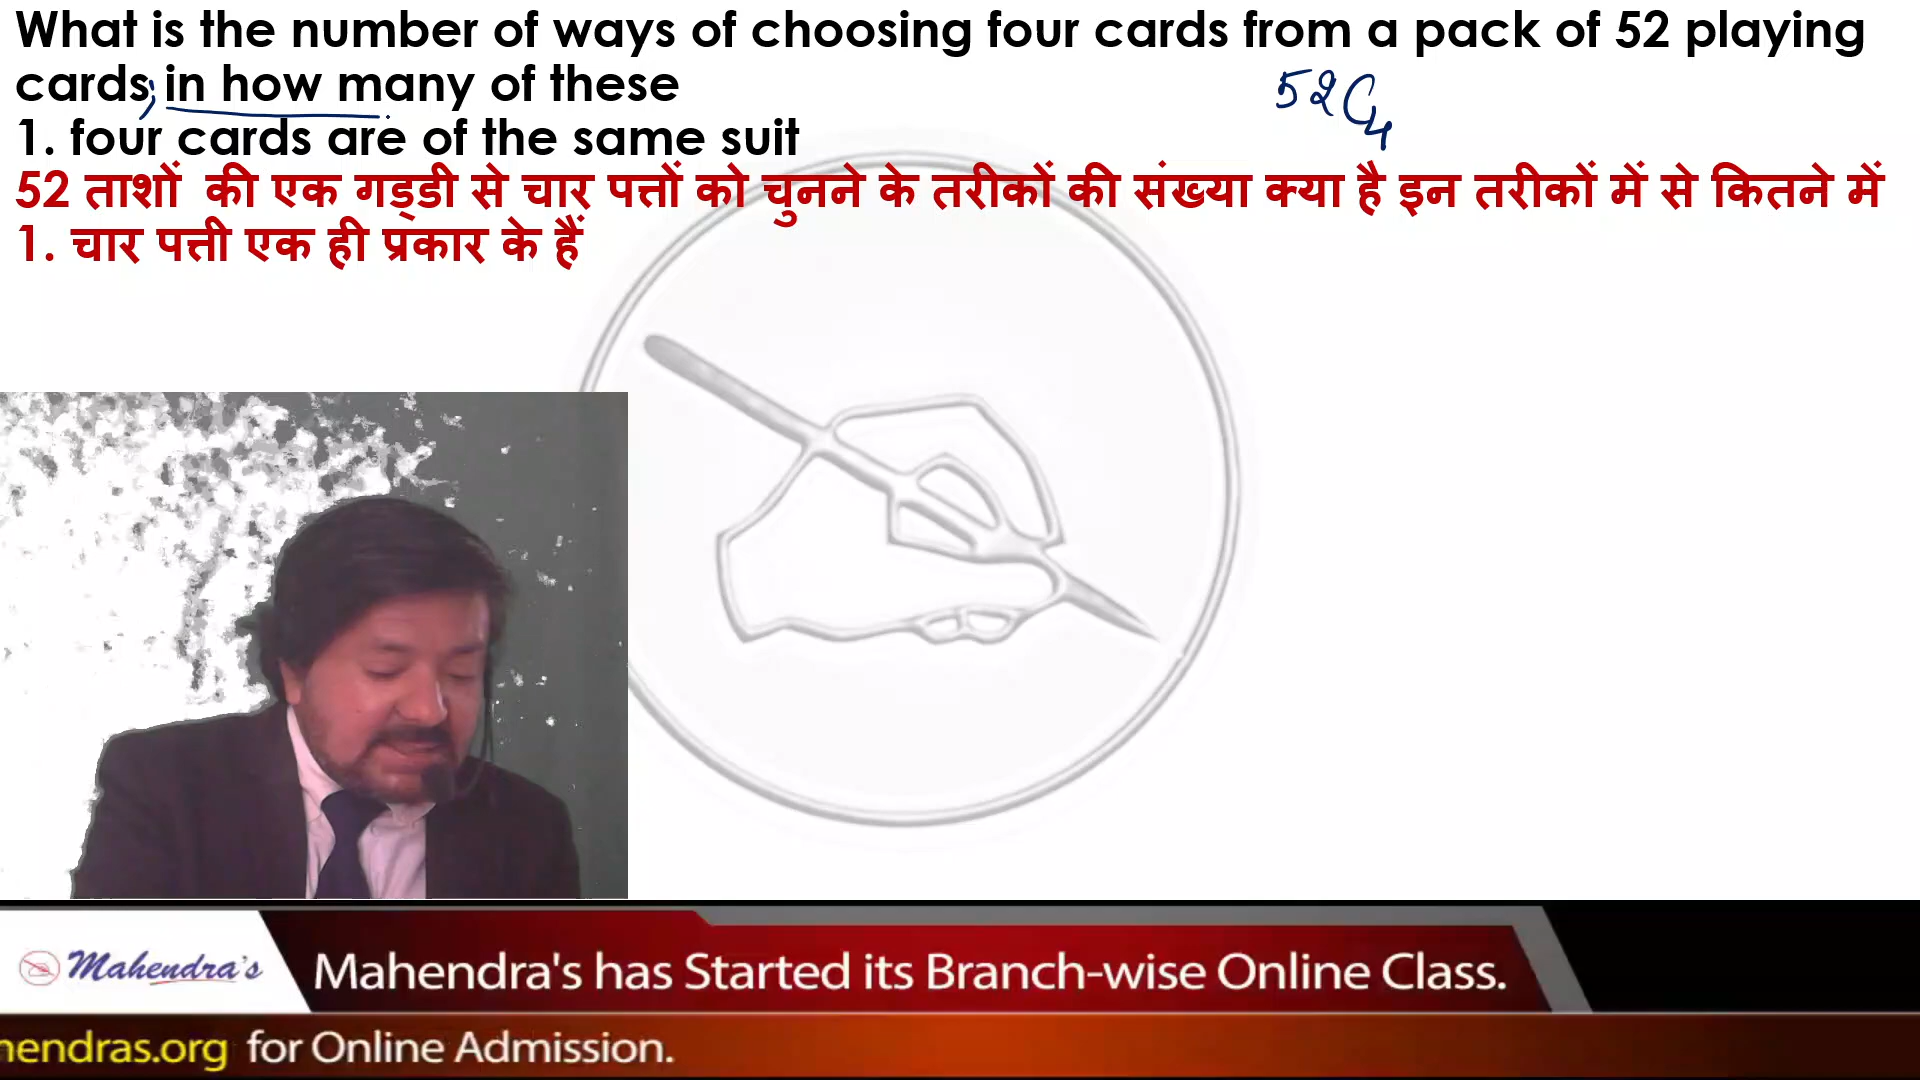 What is the number of ways of choosing four cards from a pack of 52 playing
cards; in how many of these
52C4
1. four cards are of the same suit
52 ताशों की एक गड्डी से चार पत्तों को चुनने के तरीकों की संख्या क्या है इन तरीकों में से कितने में
1. चार पत्ती एक ही प्रकार के हैं
Mahendra's
Mahendra's has Started its Branch-wise Online Class.
hendras.org for Online Admission.